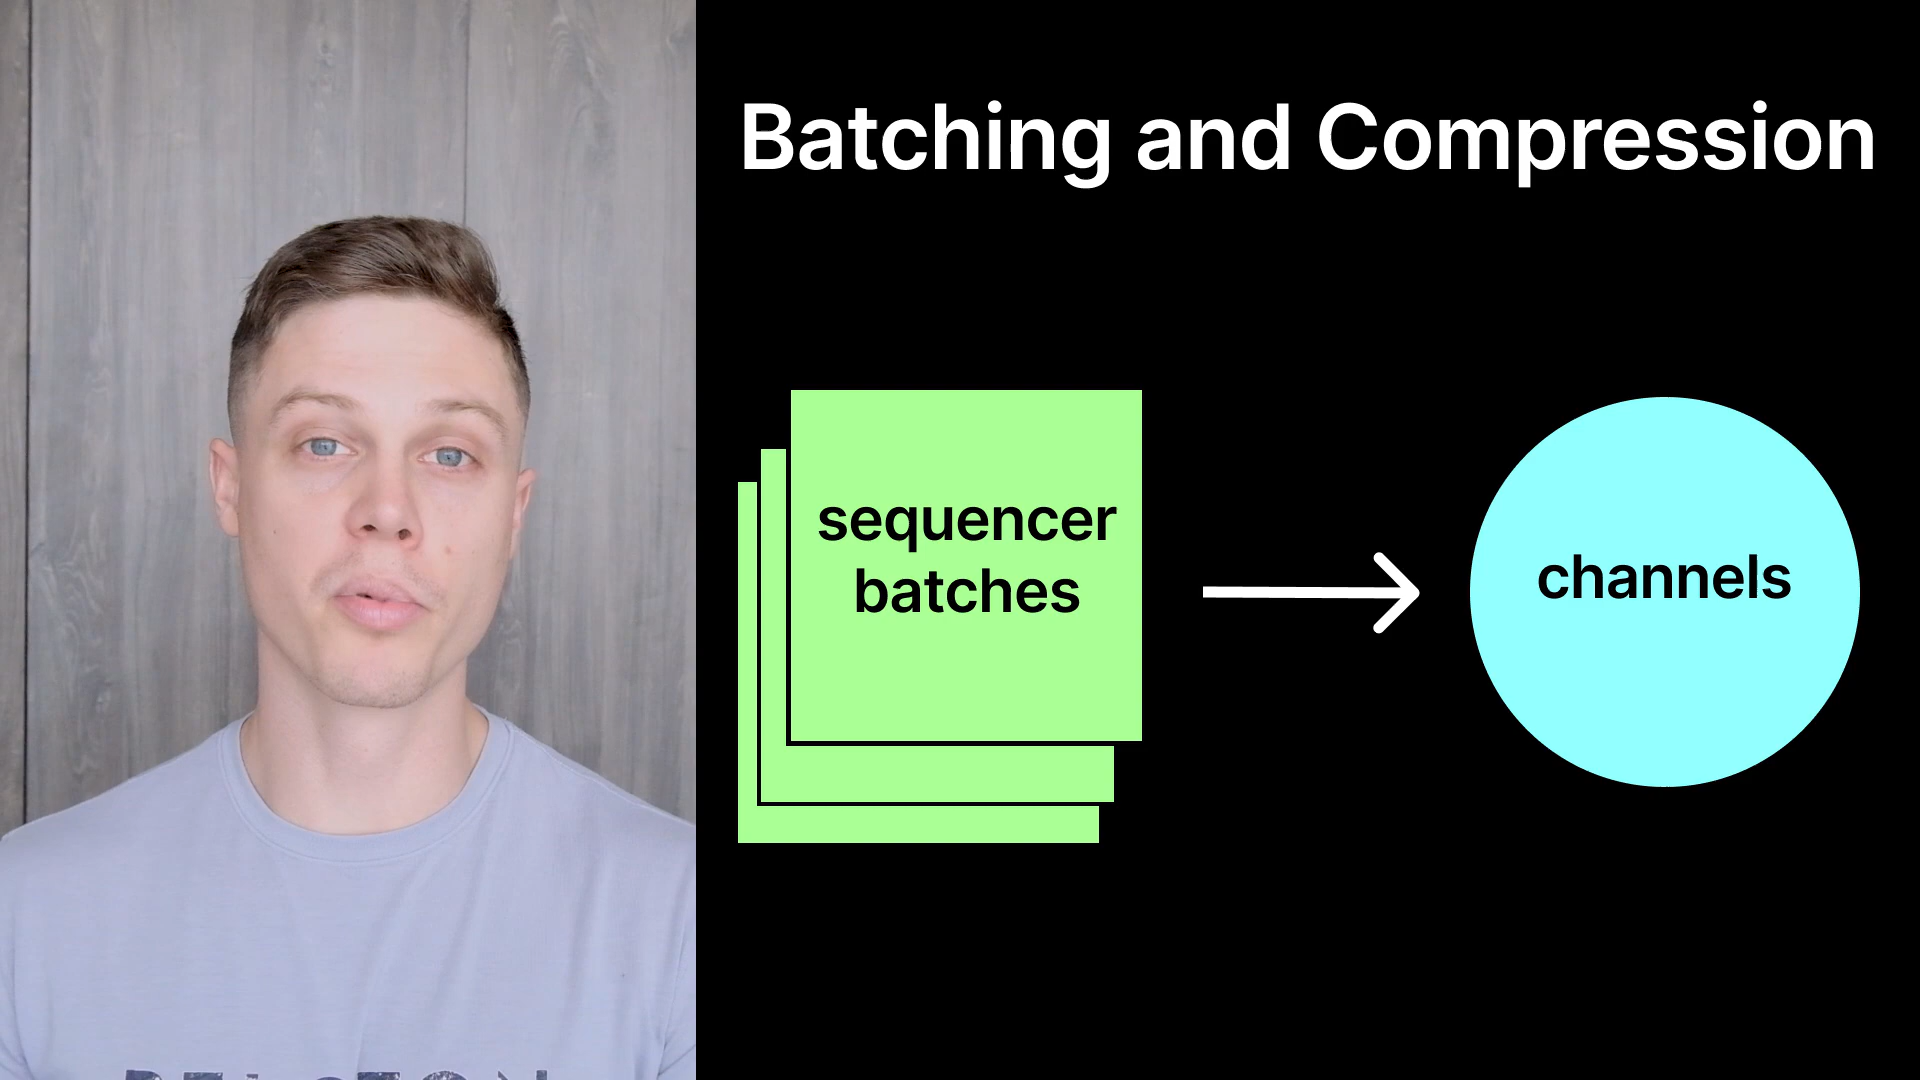 Batching and Compression
sequencer
batches
channels